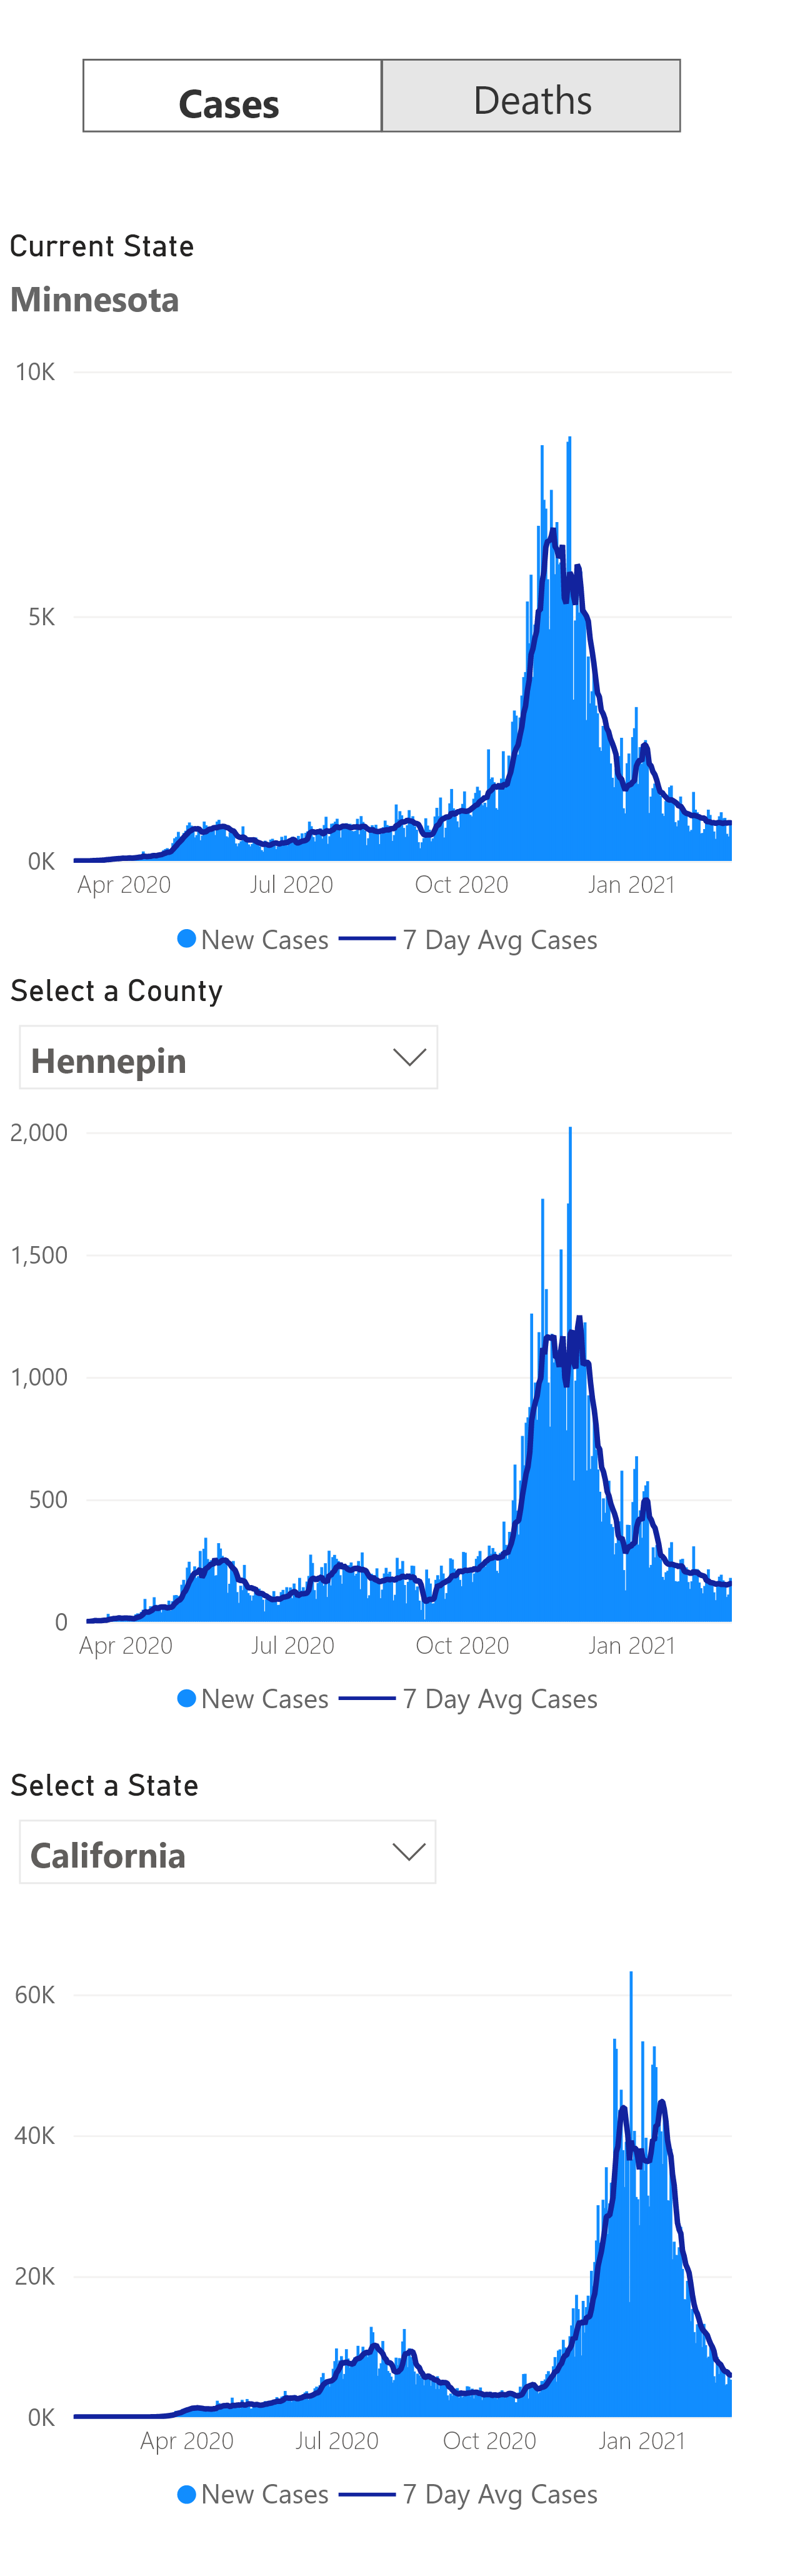 Cases Deaths
Current State
Minnesota
10K
5K
0K
Apr 2020 Jul 2020 Oct 2020 Jan 2021
New Cases 7 Day Avg Cases
Select a County
Hennepin
2,000
1,500
1,000
500
0
Apr 2020 Jul 2020 Oct 2020 Jan 2021
New Cases 7 Day Avg Cases
Select a State
California
60K
40K
20K
0K
Apr 2020 Jul 2020 Oct 2020 Jan 2021
New Cases 7 Day Avg Cases